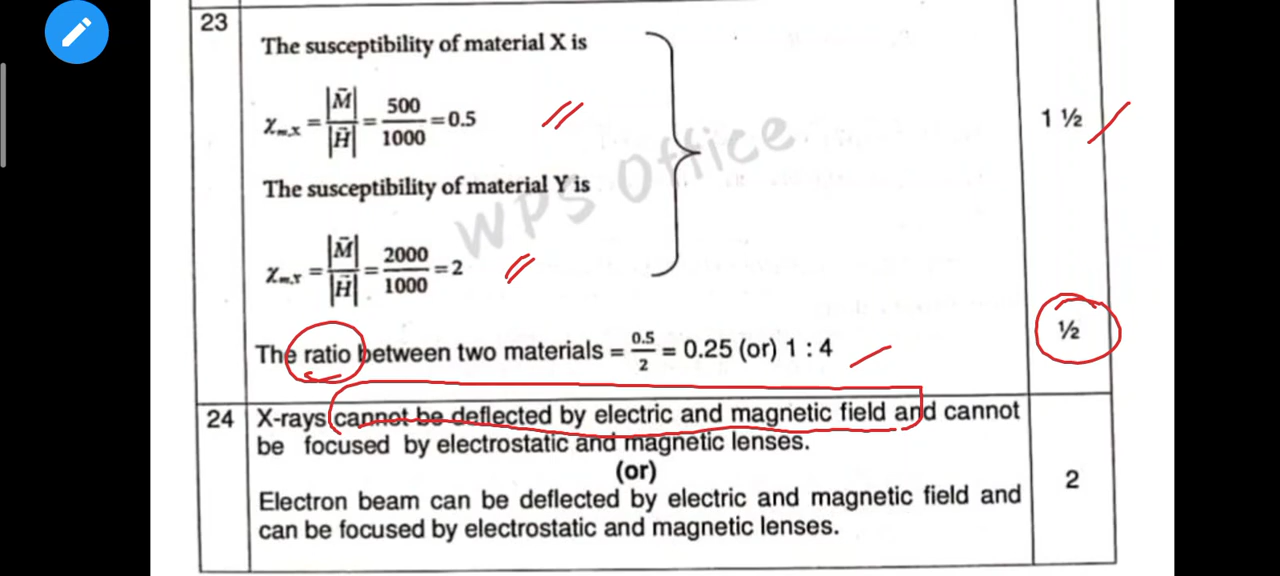 23
The susceptibility of material X is
χm,X = |M̄| / |H̄| = 500 / 1000 = 0.5
1 ½
The susceptibility of material Y is
χm,Y = |M̄| / |H̄| = 2000 / 1000 = 2
WPS Office
The ratio between two materials = 0.5 / 2 = 0.25 (or) 1 : 4
½
24 X-rays cannot be deflected by electric and magnetic field and cannot
be focused by electrostatic and magnetic lenses.
(or)
2
Electron beam can be deflected by electric and magnetic field and
can be focused by electrostatic and magnetic lenses.